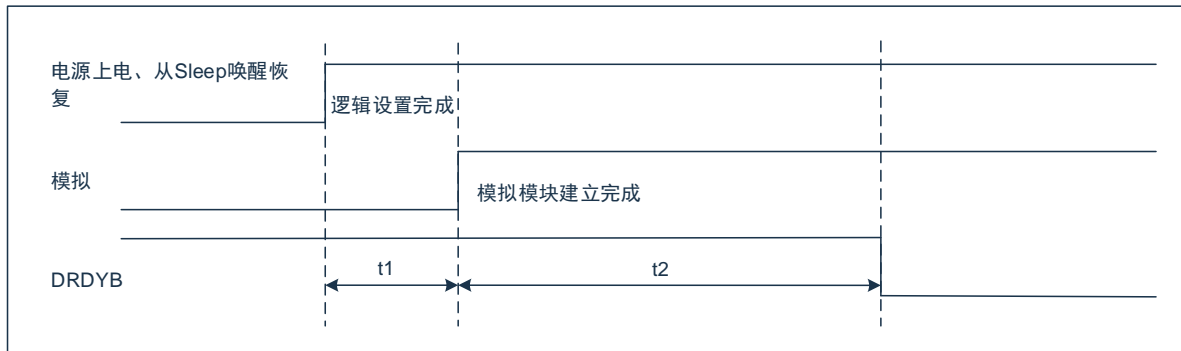 电源上电、从Sleep唤醒恢
复
逻辑设置完成
模拟
模拟模块建立完成
DRDYB
t1
t2